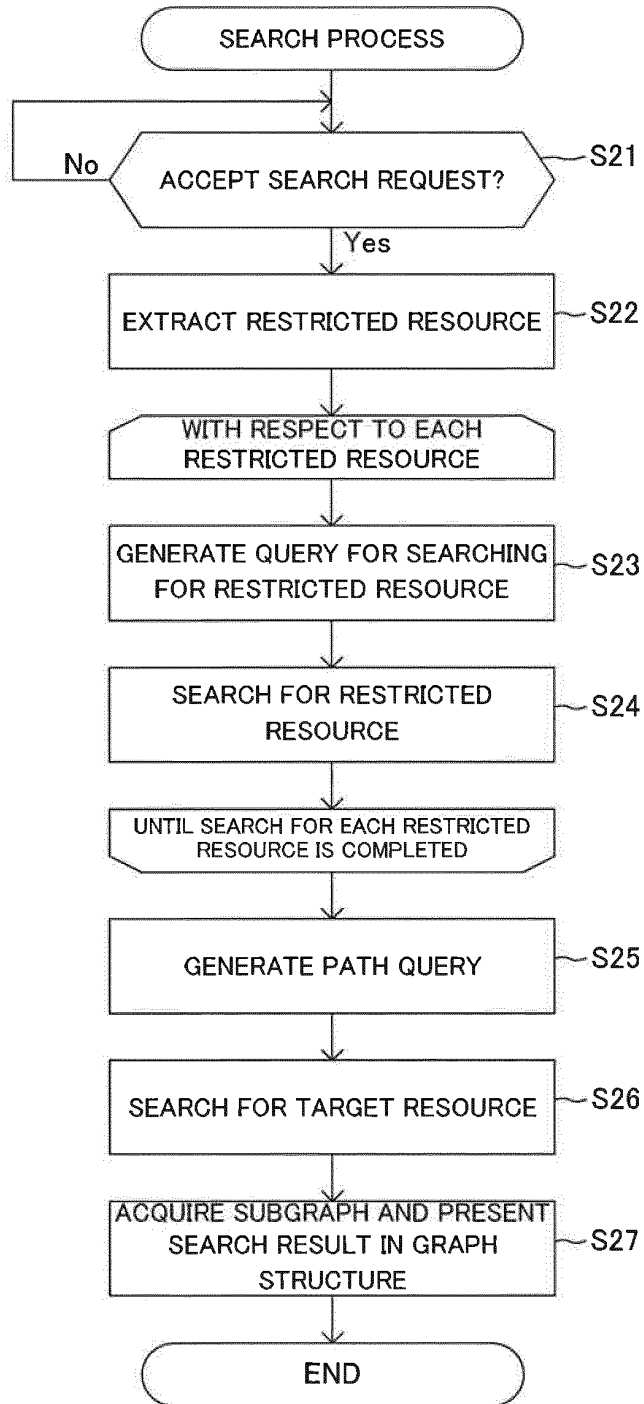 SEARCH PROCESS
No
ACCEPT SEARCH REQUEST?
S21
Yes
EXTRACT RESTRICTED RESOURCE
S22
WITH RESPECT TO EACH
RESTRICTED RESOURCE
GENERATE QUERY FOR SEARCHING
FOR RESTRICTED RESOURCE
S23
SEARCH FOR RESTRICTED
RESOURCE
S24
UNTIL SEARCH FOR EACH RESTRICTED
RESOURCE IS COMPLETED
GENERATE PATH QUERY
S25
SEARCH FOR TARGET RESOURCE
S26
ACQUIRE SUBGRAPH AND PRESENT
SEARCH RESULT IN GRAPH
STRUCTURE
S27
END